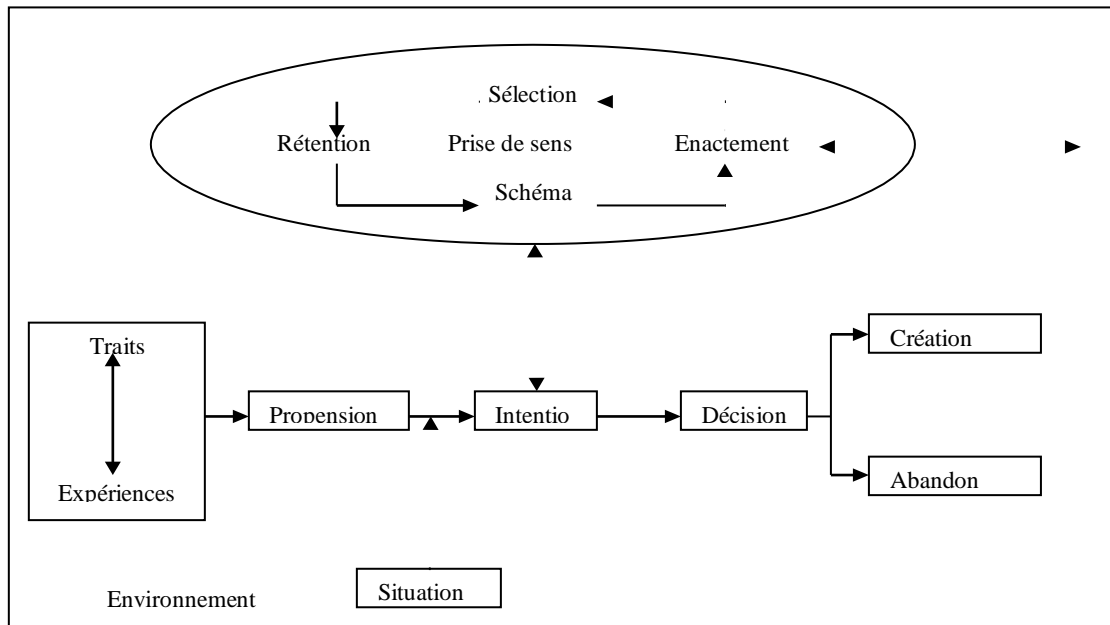 Sélection
Rétention Prise de sens Enactement
Schéma
Traits
Création
Propension Intentio Décision
Expériences
Abandon
Situation
Environnement